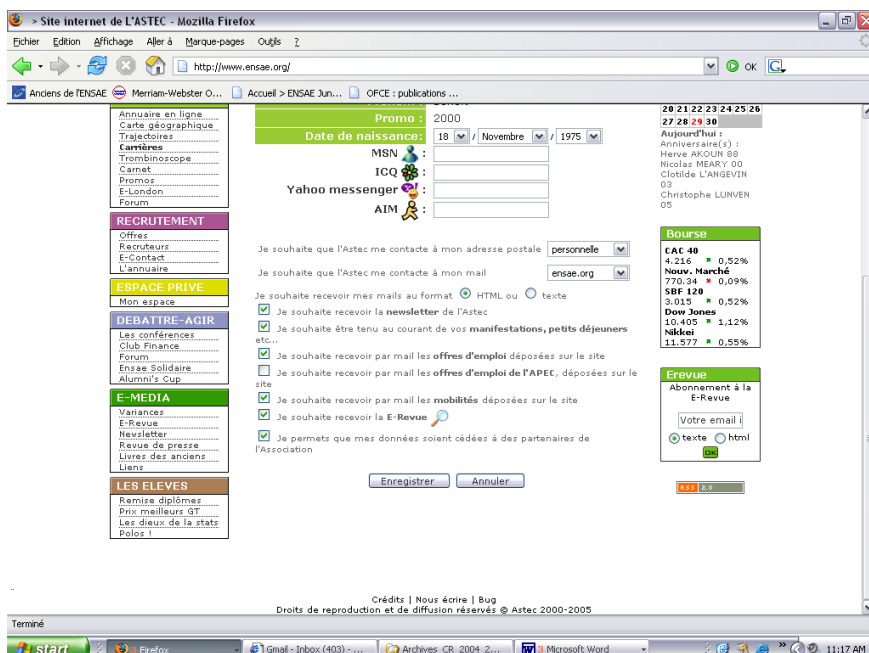 > Site internet de L'ASTEC - Mozilla Firefox
Fichier Edition Affichage Aller à Marque-pages Outils ?
http://www.ensae.org/ OK
Anciens de l'ENSAE Merriam-Webster O... Accueil > ENSAE Jun... OFCE : publications ...
Annuaire en ligne
Carte géographique
Trajectoires
Carrières
Trombinoscope
Carnet
Promos
E-London
Forum
RECRUTEMENT
Offres
Recruteurs
E-Contact
L'annuaire
ESPACE PRIVE
Mon espace
DEBATTRE-AGIR
Les conférences
Club Finance
Forum
Ensae Solidaire
Alumni's Cup
E-MEDIA
Variances
E-Revue
Newsletter
Revue de presse
Livres des anciens
Liens
LES ELEVES
Remise diplômes
Prix meilleurs GT
Les dieux de la stats
Polos !
Promo : 2000
Date de naissance: 18 / Novembre / 1975
MSN :
ICQ :
Yahoo messenger :
AIM :
Je souhaite que l'Astec me contacte à mon adresse postale personnelle
Je souhaite que l'Astec me contacte à mon mail ensae.org
Je souhaite recevoir mes mails au format HTML ou texte
Je souhaite recevoir la newsletter de l'Astec
Je souhaite être tenu au courant de vos manifestations, petits déjeuners
etc...
Je souhaite recevoir par mail les offres d'emploi déposées sur le site
Je souhaite recevoir par mail les offres d'emploi de l'APEC, déposées sur le
site
Je souhaite recevoir par mail les mobilités déposées sur le site
Je souhaite recevoir la E-Revue
Je permets que mes données soient cédées à des partenaires de
l'Association
Enregistrer Annuler
20 21 22 23 24 25 26
27 28 29 30
Aujourd'hui :
Anniversaire(s) :
Herve AKOUN 88
Nicolas MEARY 00
Clotilde L'ANGEVIN
03
Christophe LUNVEN
05
Bourse
CAC 40
4.216 0,52%
Nouv. Marché
770.34 0,09%
SBF 120
3.015 0,52%
Dow Jones
10.405 1,12%
Nikkei
11.577 0,55%
Erevue
Abonnement à la
E-Revue
Votre email i
texte html
OK
RSS 2.0
..
Crédits | Nous écrire | Bug
Droits de reproduction et de diffusion réservés @ Astec 2000-2005
Terminé
start 3 Firefox Gmail - Inbox (403) - ... Archives_CR_2004_2... 3 Microsoft Word 11:17 AM